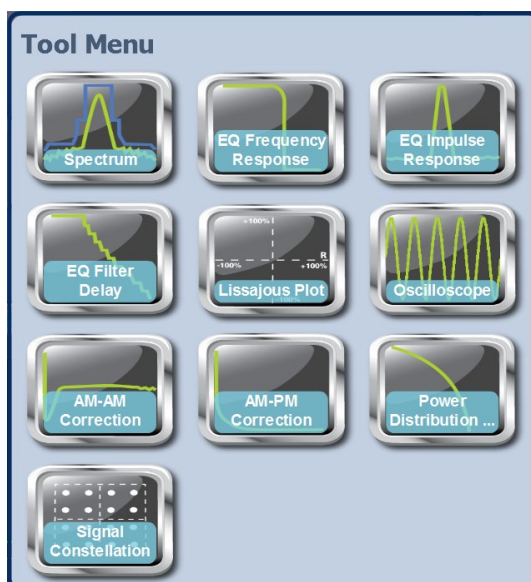 Tool Menu
Spectrum
EQ Frequency
Response
EQ Impulse
Response
EQ Filter
Delay
+100%
R
-100%
+100%
-100%
Lissajous Plot
Oscilloscope
AM-AM
Correction
AM-PM
Correction
Power
Distribution ...
Signal
Constellation